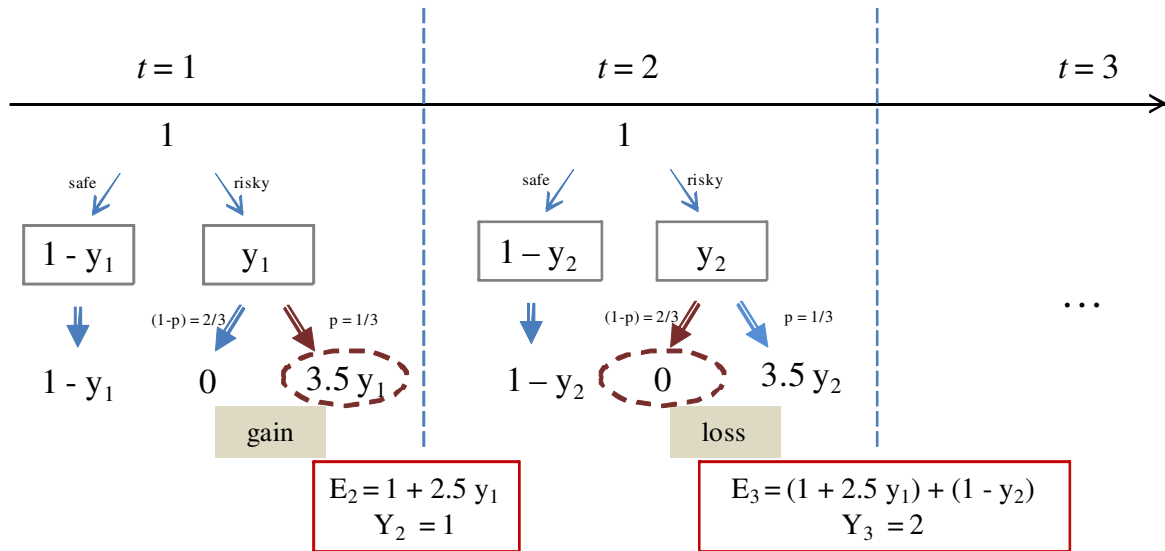 t = 1 t = 2 t = 3
1 1
safe risky safe risky
1 - y₁ y₁ 1 – y₂ y₂
(1-p) = 2/3 p = 1/3 (1-p) = 2/3 p = 1/3
...
1 - y₁ 0 3.5 y₁ 1 – y₂ 0 3.5 y₂
gain loss
E₂ = 1 + 2.5 y₁ E₃ = (1 + 2.5 y₁) + (1 - y₂)
Y₂ = 1 Y₃ = 2